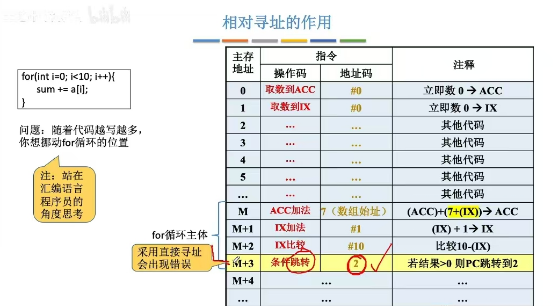 相对寻址的作用
for(int i=0; i<10; i++){
sum += a[i];
}
问题：随着代码越写越多，
你想挪动for循环的位置
注：站在
汇编语言
程序员的
角度思考
for循环主体
采用直接寻址
会出现错误
主存地址 指令 注释
操作码 地址码
0 取数到ACC #0 立即数 0 → ACC
1 取数到IX #0 立即数 0 → IX
2 … … 其他代码
3 … … 其他代码
4 … … 其他代码
5 … … 其他代码
… … … 其他代码
M ACC加法 7（数组始址） (ACC)+(7+(IX))→ ACC
M+1 IX加法 #1 (IX) + 1→ IX
M+2 IX比较 #10 比较10-(IX)
M+3 条件跳转 2 若结果>0 则PC跳转到2
M+4 … …
… … … …